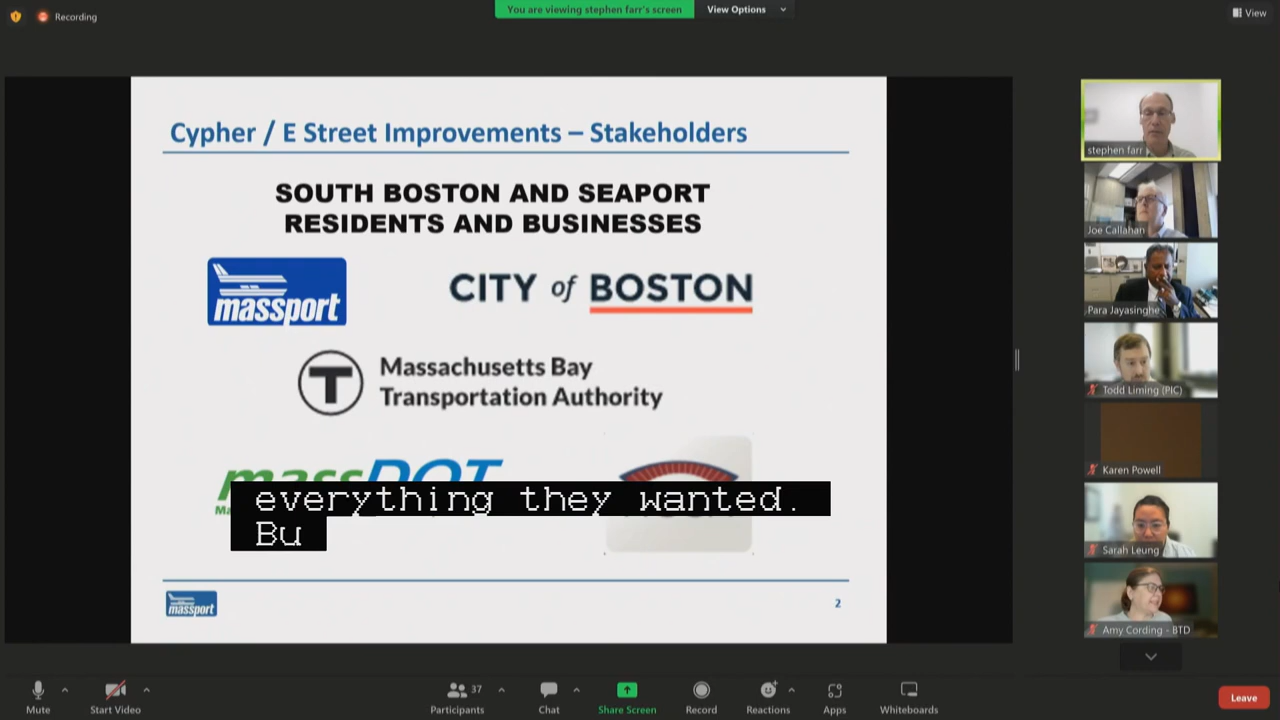 Recording
You are viewing stephen farr's screen
View Options
View
Cypher / E Street Improvements – Stakeholders
SOUTH BOSTON AND SEAPORT
RESIDENTS AND BUSINESSES
massport
CITY of BOSTON
T
Massachusetts Bay
Transportation Authority
massDOT
everything they wanted.
Bu
massport
2
stephen farr
Joe Callahan
Para Jayasinghe
Todd Liming (PIC)
Karen Powell
Sarah Leung
Amy Cording - BTD
Mute
Start Video
Participants
37
Chat
Share Screen
Record
Reactions
Apps
Whiteboards
Leave